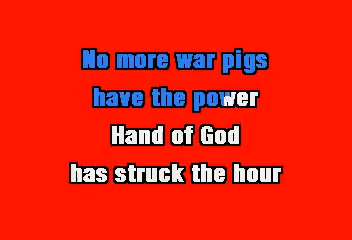 No more war pigs
have the power
Hand of God
has struck the hour